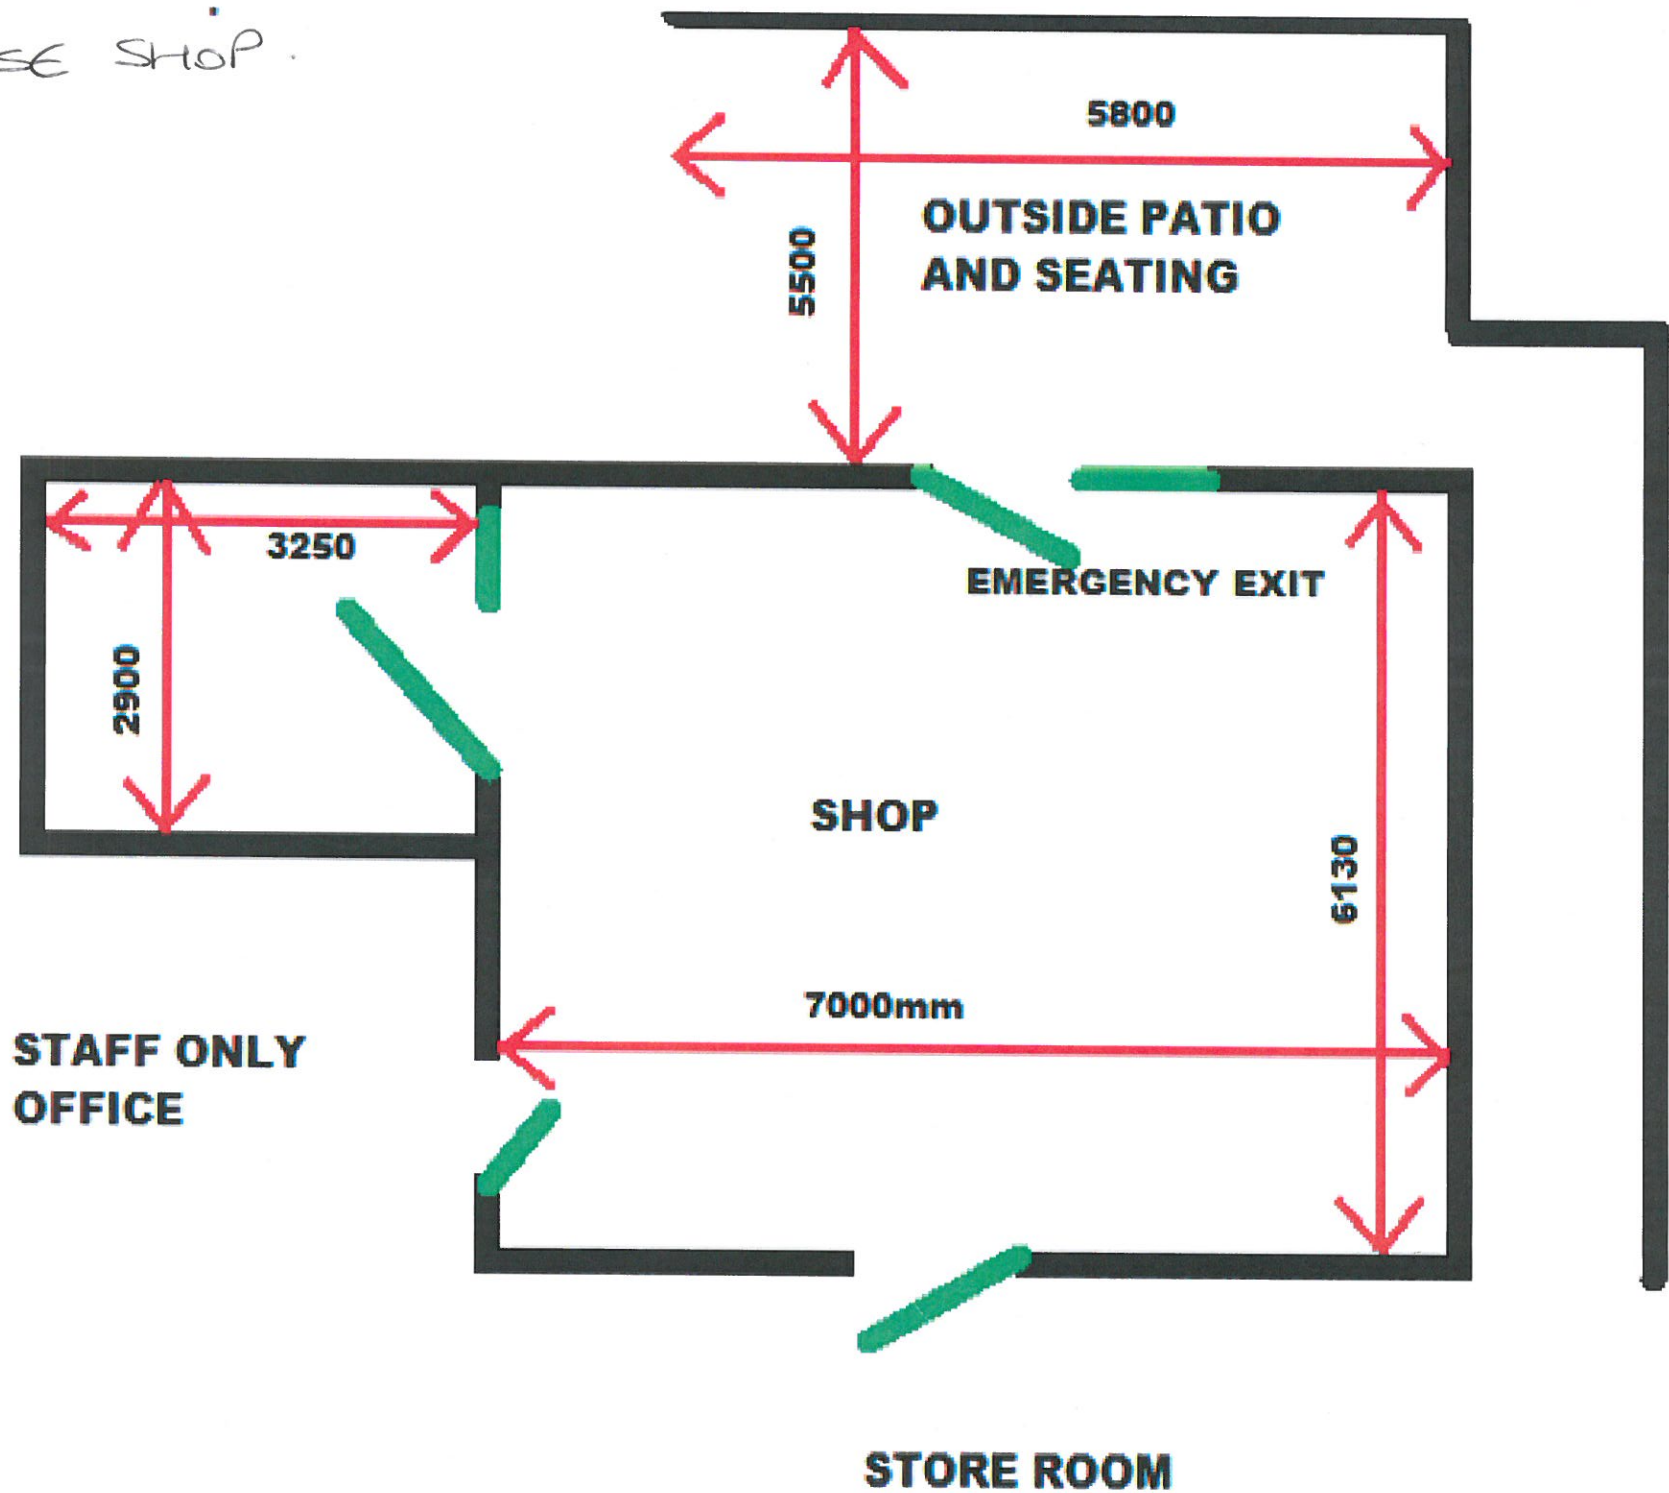 SHOP.
5800
OUTSIDE PATIO
AND SEATING
5500
3250
EMERGENCY EXIT
2900
SHOP
6130
7000mm
STAFF ONLY
OFFICE
STORE ROOM